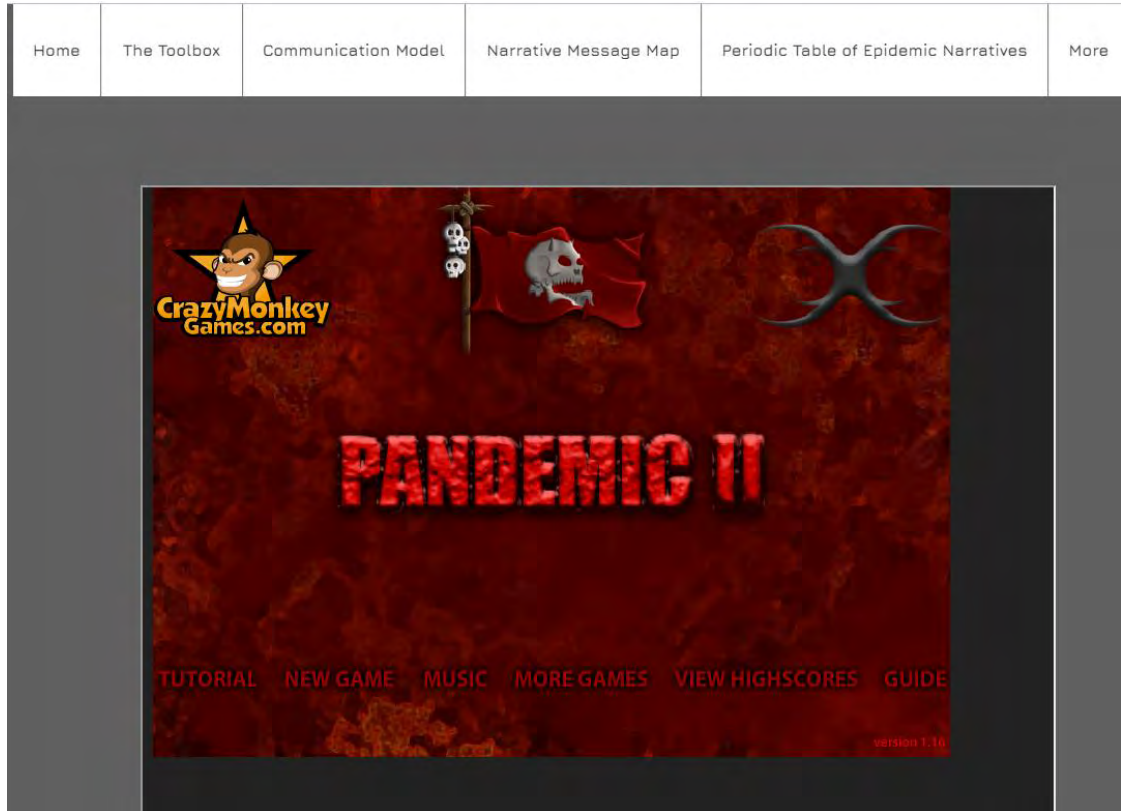 Home The Toolbox Communication Model Narrative Message Map Periodic Table of Epidemic Narratives More
CrazyMonkey
Games.com
PANDEMIC II
TUTORIAL NEW GAME MUSIC MORE GAMES VIEW HIGHSCORES GUIDE
version 1.16